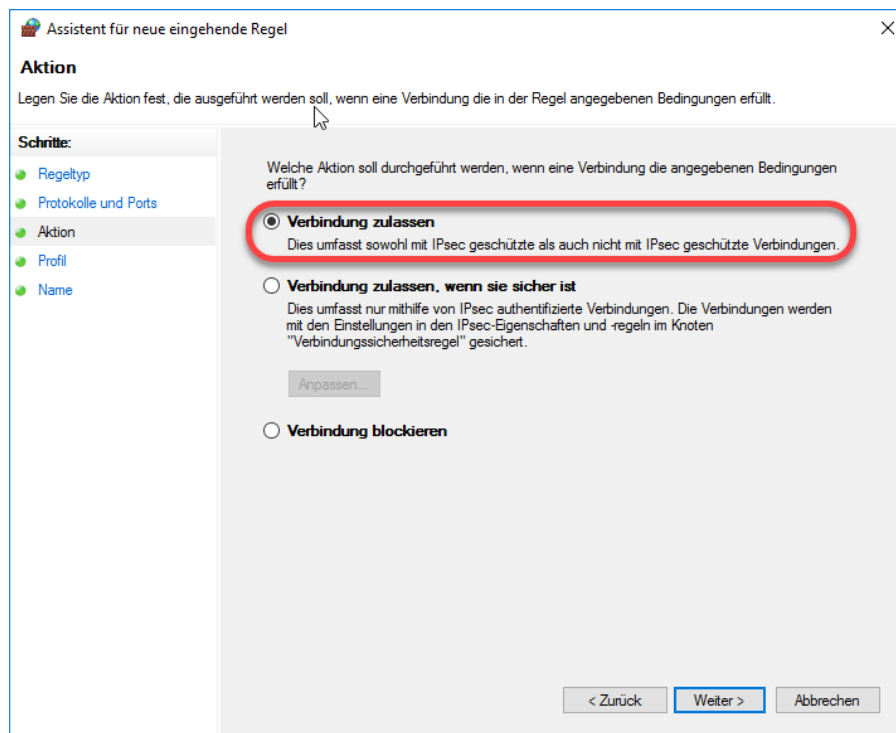 Assistent für neue eingehende Regel
Aktion
Legen Sie die Aktion fest, die ausgeführt werden soll, wenn eine Verbindung die in der Regel angegebenen Bedingungen erfüllt.
Schritte:
Regeltyp
Protokolle und Ports
Aktion
Profil
Name
Welche Aktion soll durchgeführt werden, wenn eine Verbindung die angegebenen Bedingungen
erfüllt?
Verbindung zulassen
Dies umfasst sowohl mit IPsec geschützte als auch nicht mit IPsec geschützte Verbindungen.
Verbindung zulassen, wenn sie sicher ist
Dies umfasst nur mithilfe von IPsec authentifizierte Verbindungen. Die Verbindungen werden
mit den Einstellungen in den IPsec-Eigenschaften und -regeln im Knoten
"Verbindungssicherheitsregel" gesichert.
Anpassen...
Verbindung blockieren
< Zurück
Weiter >
Abbrechen